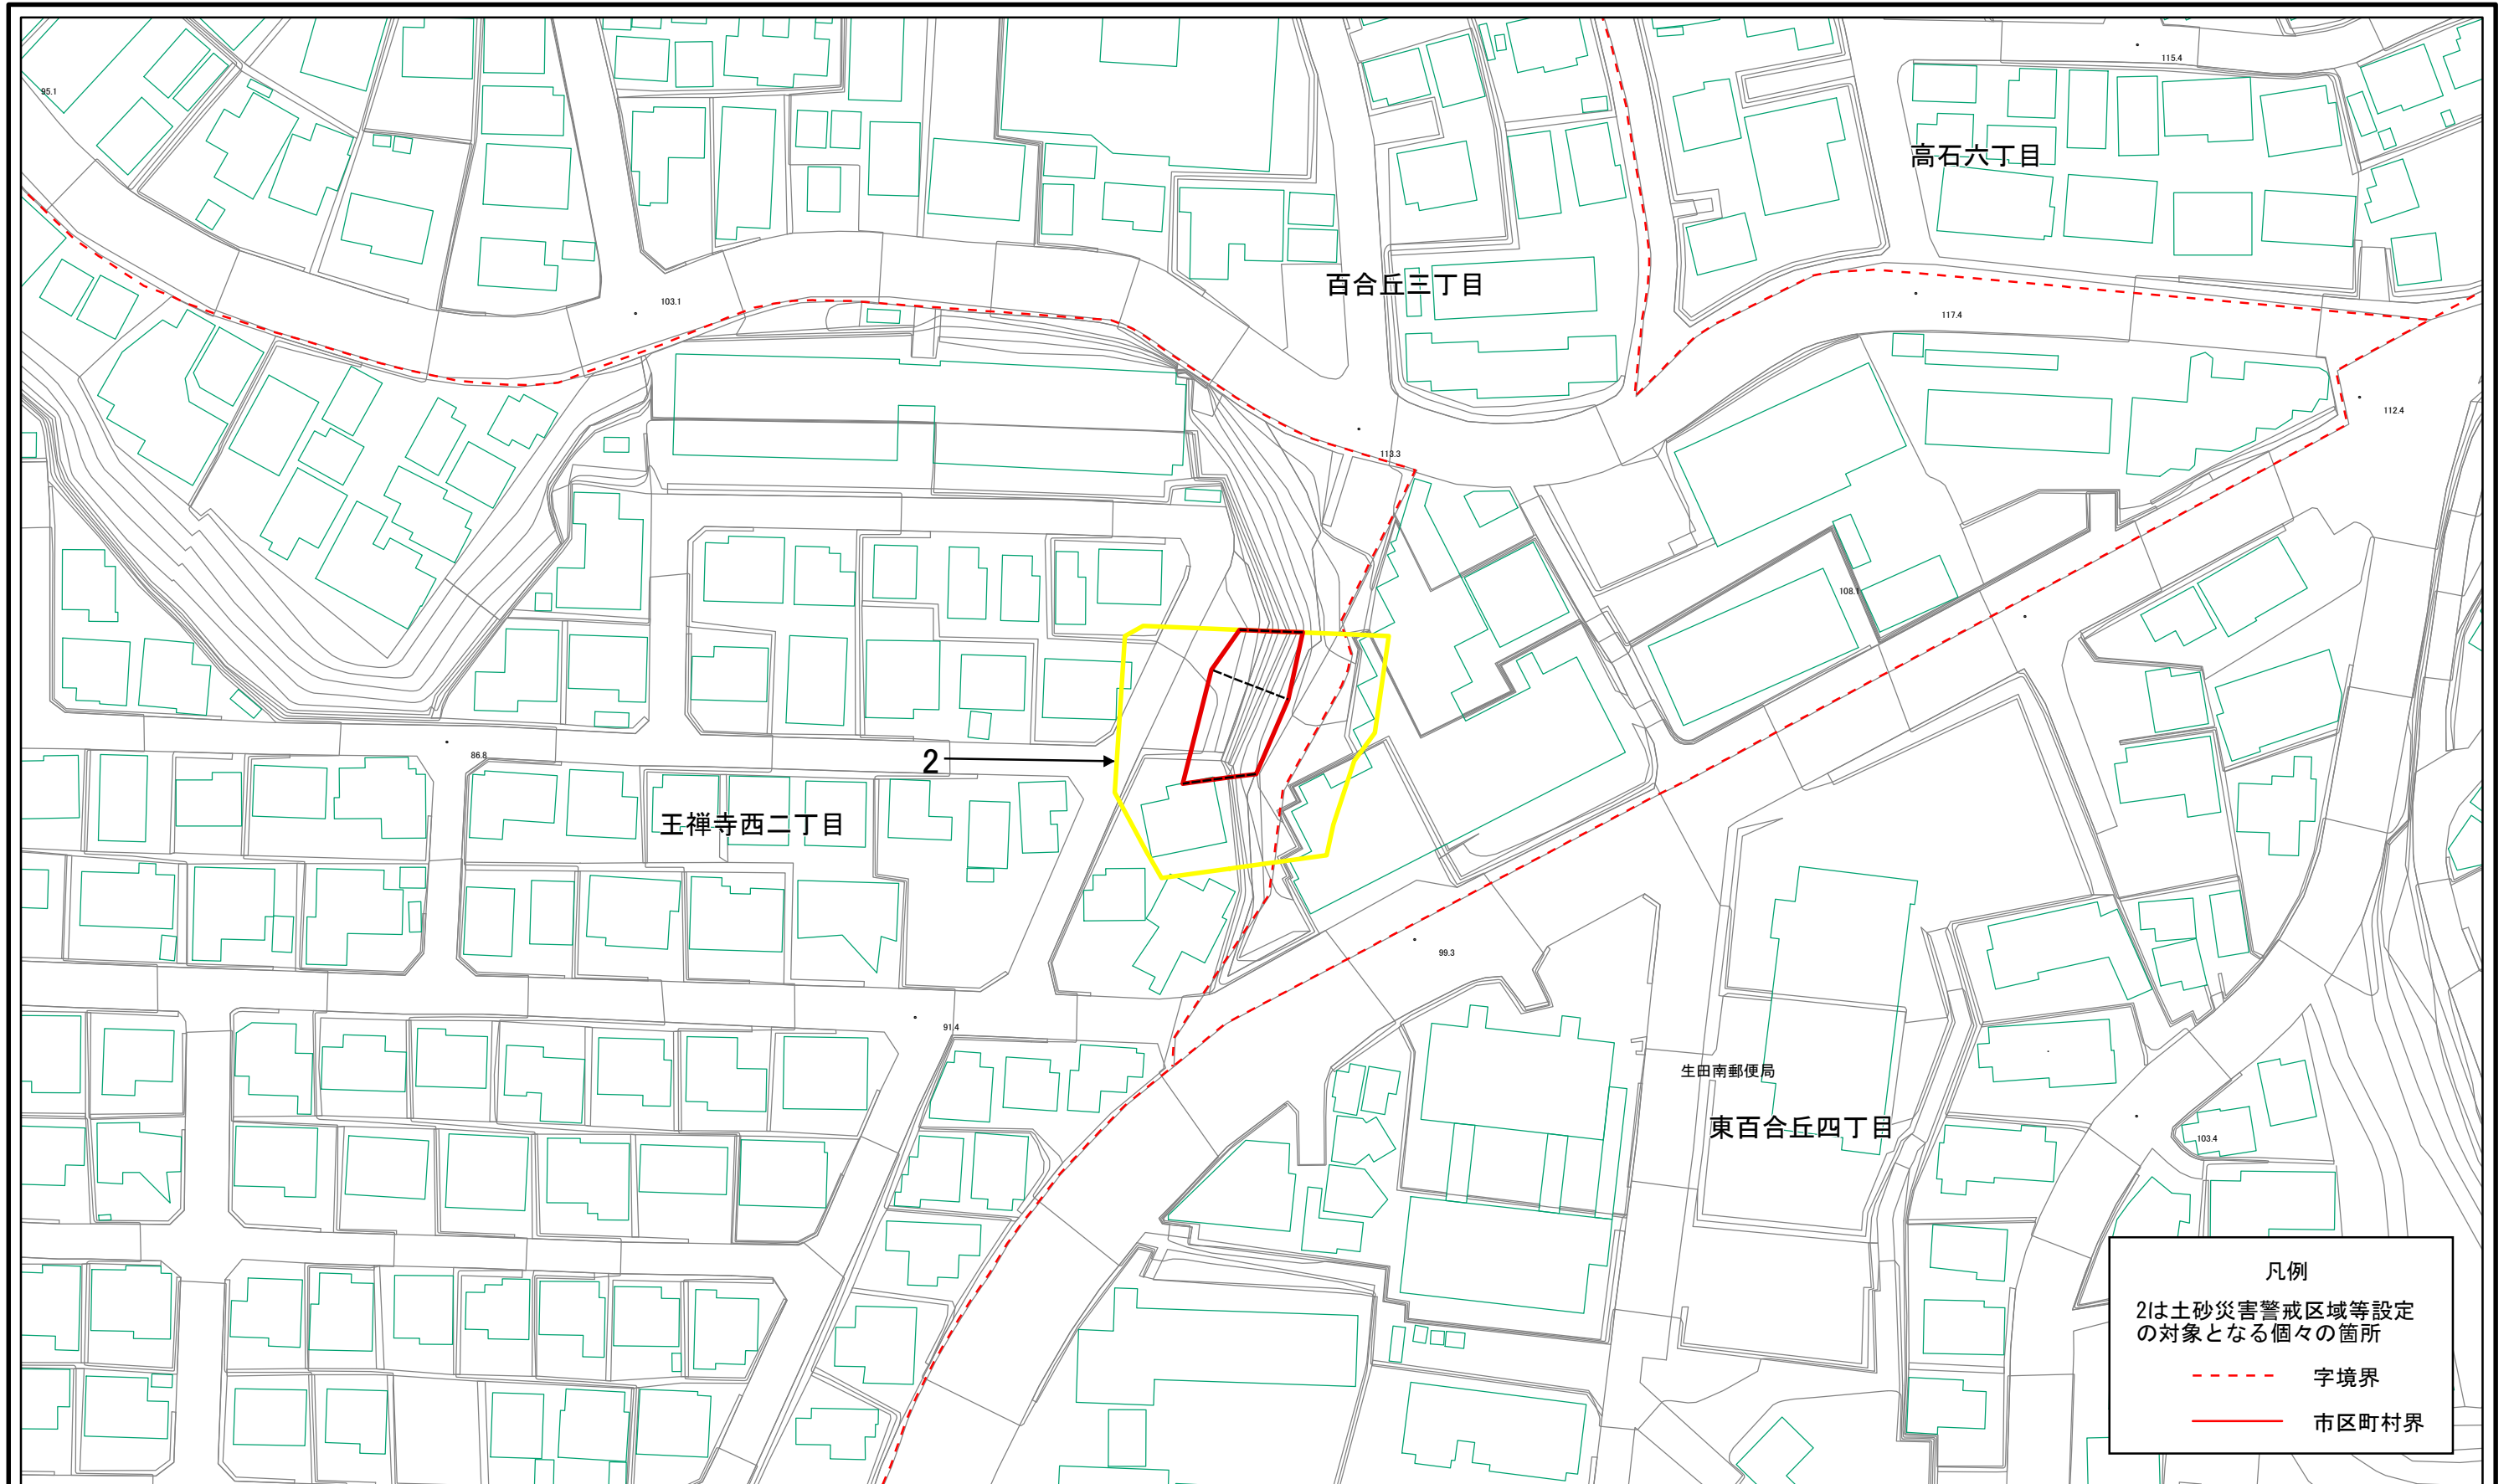 115.4
95.1
高石六丁目
百合丘三丁目
103.1
117.4
112.4
113.3
108.1
86.8
2
王禅寺西二丁目
99.3
91.4
生田南郵便局
東百合丘四丁目
103.4
凡例
2は土砂災害警戒区域等設定
の対象となる個々の箇所
字境界
市区町村界